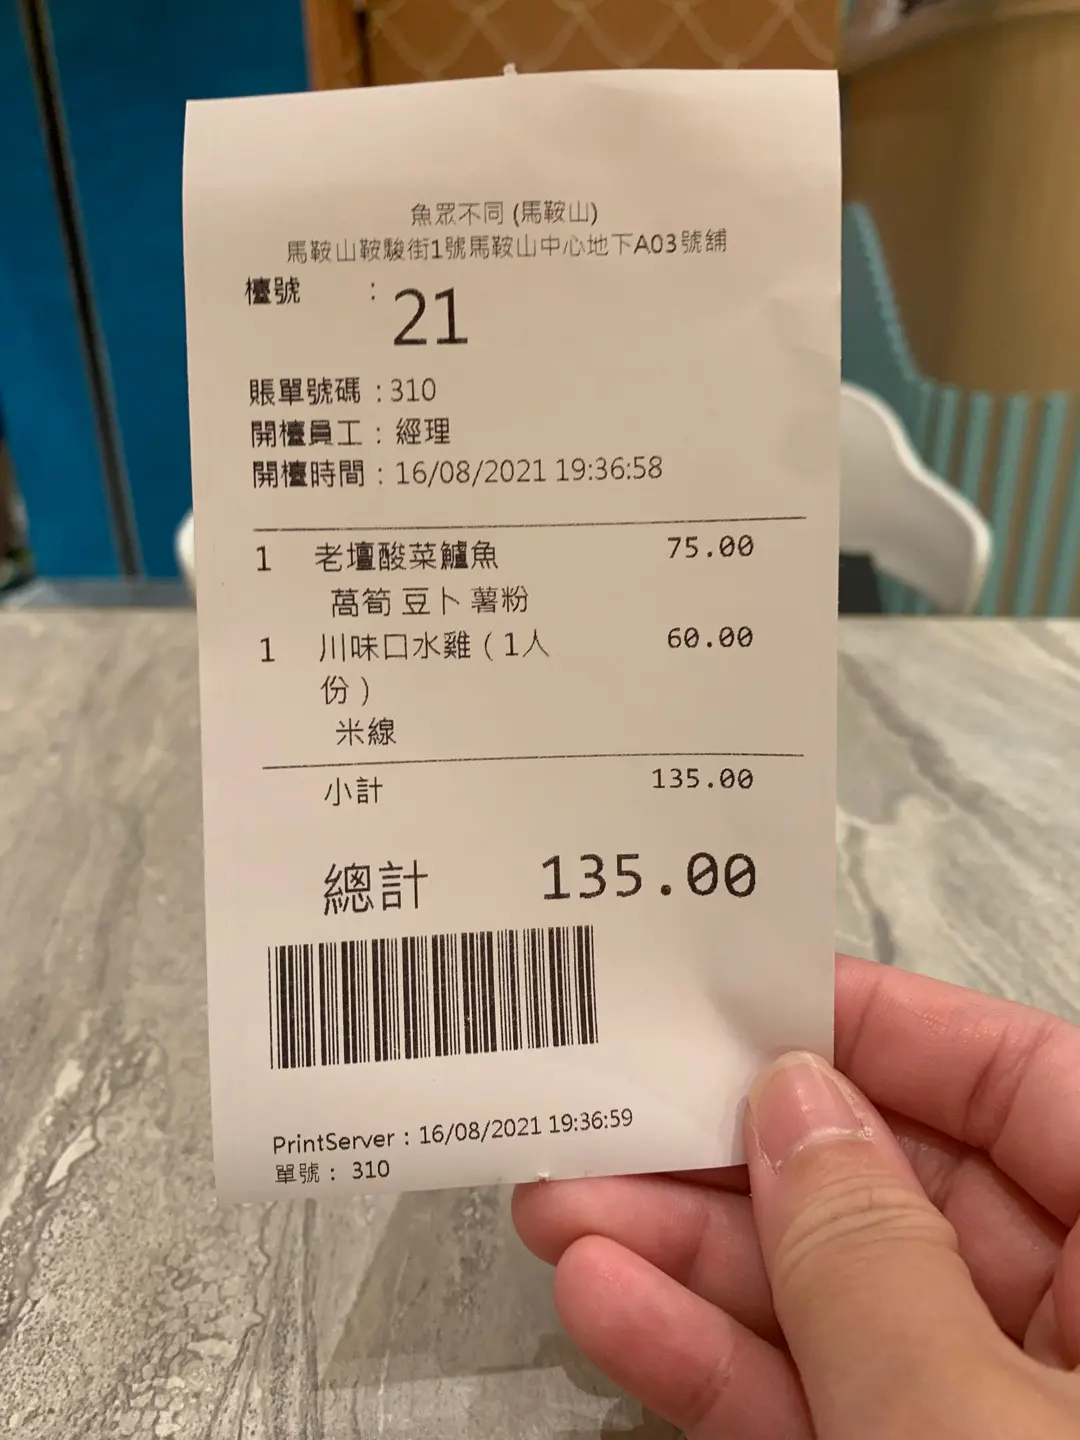 魚眾不同 (馬鞍山)
馬鞍山鞍駿街1號馬鞍山中心地下A03號舖
檯號 : 21
賬單號碼 : 310
開檯員工 : 經理
開檯時間 : 16/08/2021 19:36:58
1 老壇酸菜鱸魚 75.00
萵筍 豆卜 薯粉
1 川味口水雞 ( 1人 60.00
份 )
米線
小計 135.00
總計 135.00
PrintServer : 16/08/2021 19:36:59
單號 : 310